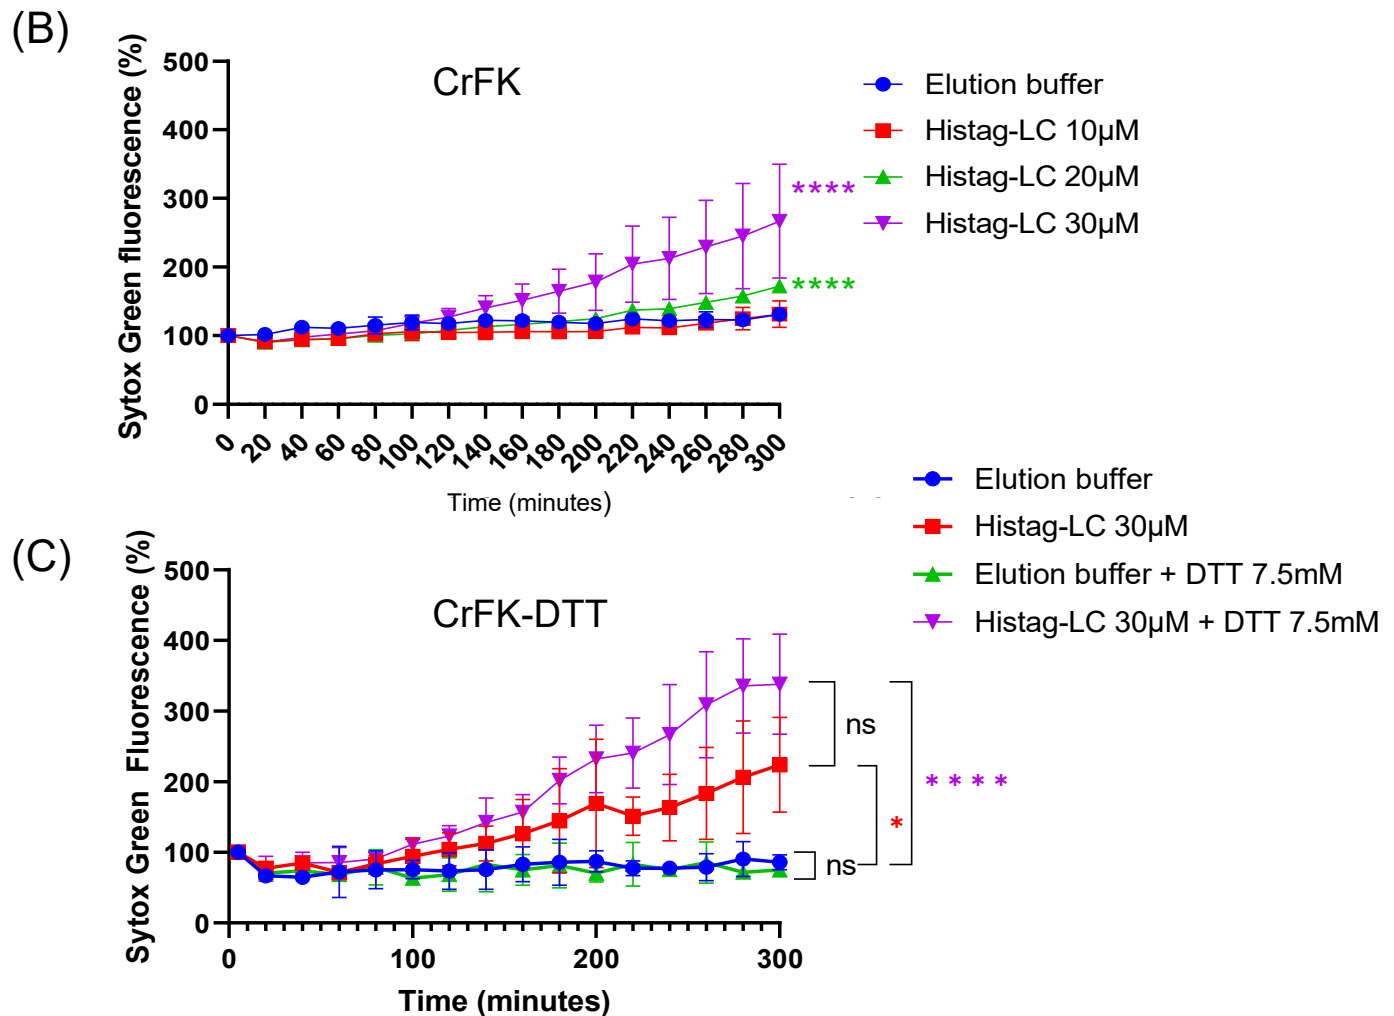 (B)
CrFK
Sytox Green fluorescence (%)
500
400
300
200
100
0
0 20 40 60 80 100 120 140 160 180 200 220 240 260 280 300
Time (minutes)
****
****
Elution buffer
Histag-LC 10µM
Histag-LC 20µM
Histag-LC 30µM
(C)
CrFK-DTT
Sytox Green Fluorescence (%)
500
400
300
200
100
0
0 100 200 300
Time (minutes)
Elution buffer
Histag-LC 30µM
Elution buffer + DTT 7.5mM
Histag-LC 30µM + DTT 7.5mM
ns
****
*
ns